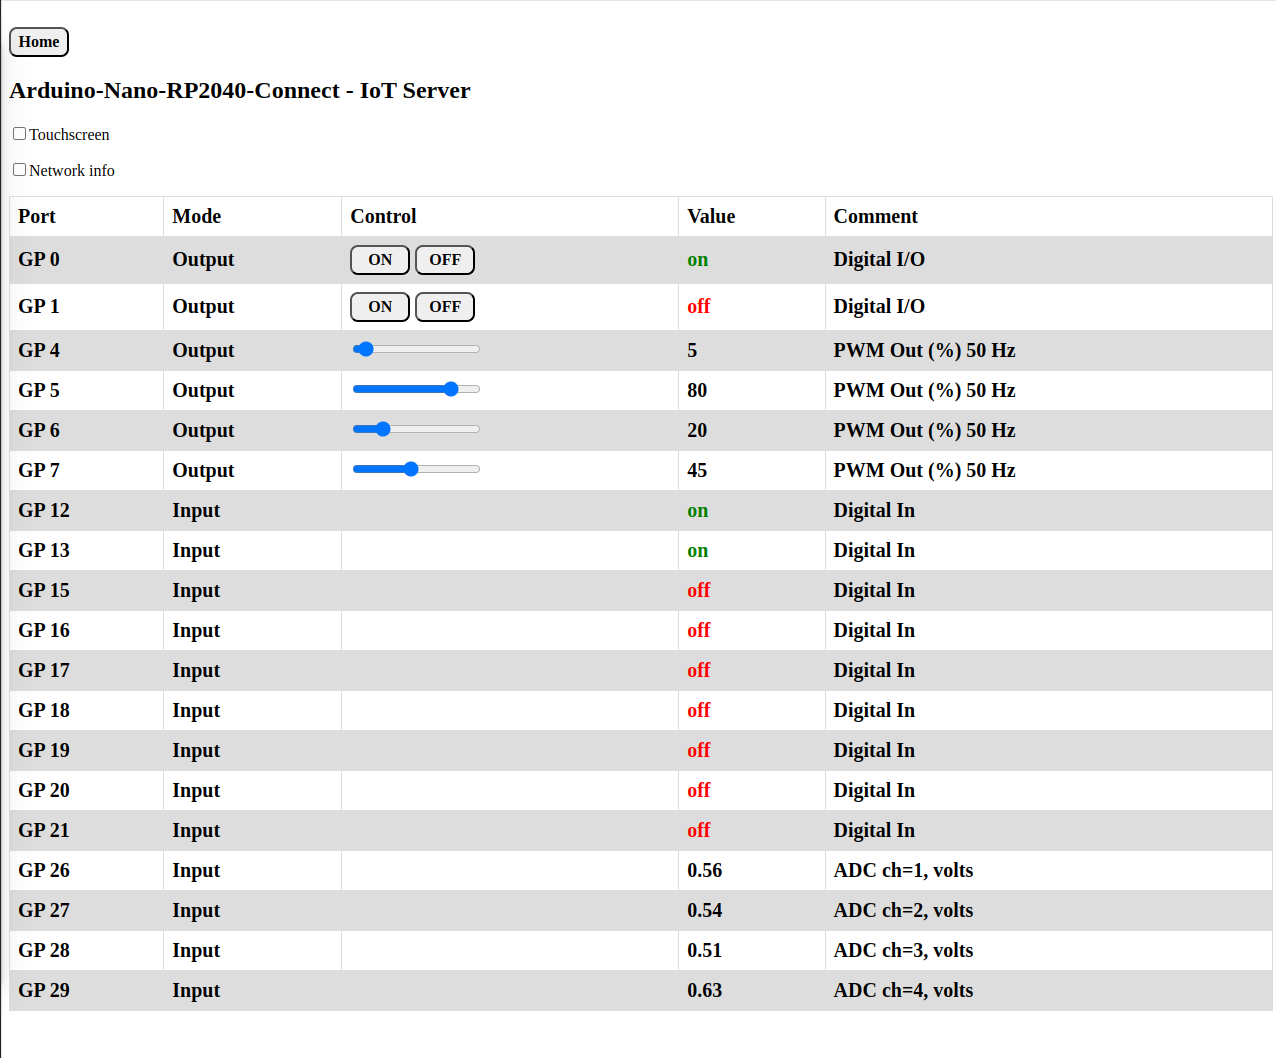 Home
Arduino-Nano-RP2040-Connect - IoT Server
Touchscreen
Network info
Port Mode Control Value Comment
GP 0 Output ON OFF on Digital I/O
GP 1 Output ON OFF off Digital I/O
GP 4 Output 5 PWM Out (%) 50 Hz
GP 5 Output 80 PWM Out (%) 50 Hz
GP 6 Output 20 PWM Out (%) 50 Hz
GP 7 Output 45 PWM Out (%) 50 Hz
GP 12 Input on Digital In
GP 13 Input on Digital In
GP 15 Input off Digital In
GP 16 Input off Digital In
GP 17 Input off Digital In
GP 18 Input off Digital In
GP 19 Input off Digital In
GP 20 Input off Digital In
GP 21 Input off Digital In
GP 26 Input 0.56 ADC ch=1, volts
GP 27 Input 0.54 ADC ch=2, volts
GP 28 Input 0.51 ADC ch=3, volts
GP 29 Input 0.63 ADC ch=4, volts